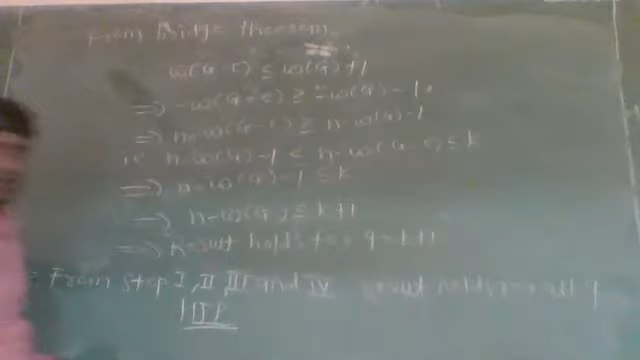 From Bridge theorem,
ω(G-e) ≤ ω(G)+1
⇒ -ω(G-e) ≥ -ω(G)-1,
⇒ n-ω(G-e) ≥ n-ω(G)-1
i.e n-ω(G)-1 ≤ n-ω(G-e) ≤ k
⇒ n-ω(G)-1 ≤ k
→ n-ω(G) ≤ k+1
⇒ Result holds for q=k+1
From Step I, II, III and IV result holds for all q